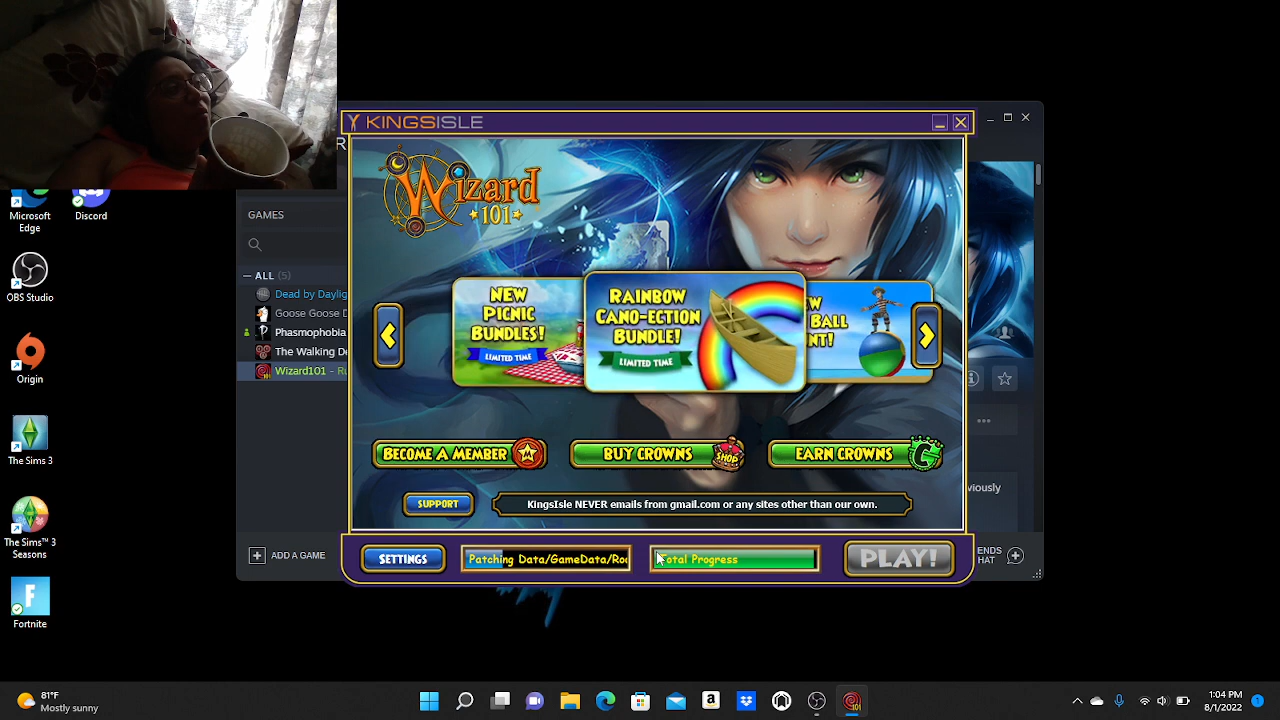 KINGSISLE
Wizard
101
Microsoft
Edge
Discord
GAMES
OBS Studio
ALL (5)
Dead by Daylig
Goose Goose D
Phasmophobia
The Walking De
Wizard101 - Ru
NEW
PICNIC
BUNDLES!
LIMITED TIME
RAINBOW
CANO-ECTION
BUNDLE!
LIMITED TIME
BALL
NT!
Origin
The Sims 3
BECOME A MEMBER
BUY CROWNS
SHOP
EARN CROWNS
G
viously
SUPPORT
KingsIsle NEVER emails from gmail.com or any sites other than our own.
The Sims™ 3
Seasons
ADD A GAME
SETTINGS
Patching Data/GameData/Roo
Total Progress
PLAY!
ENDS
HAT
Fortnite
81°F
Mostly sunny
1:04 PM
8/1/2022
1